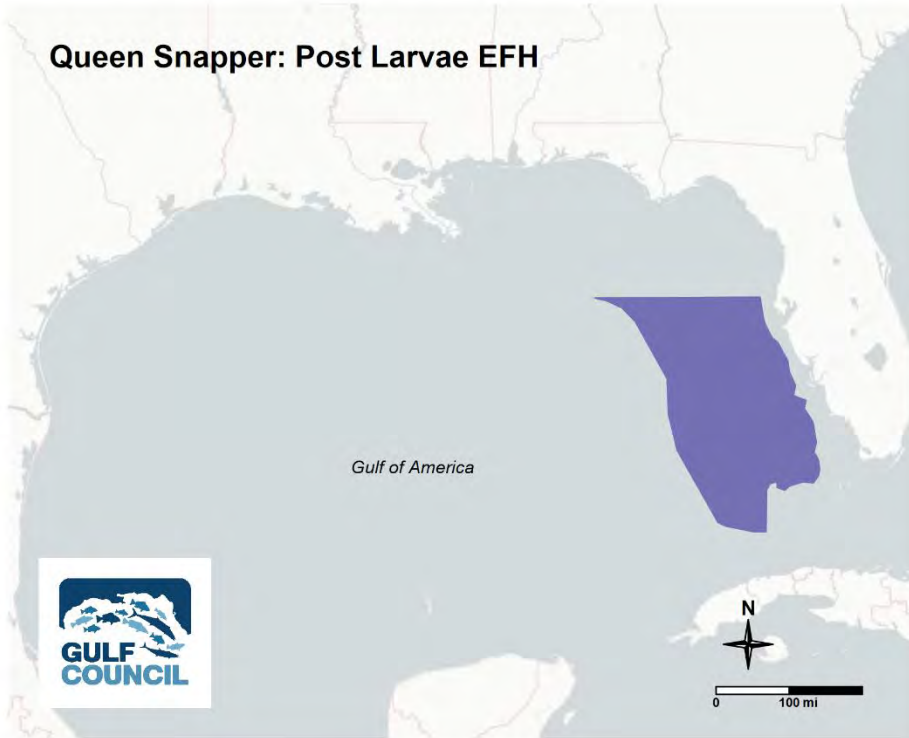 Queen Snapper: Post Larvae EFH
Gulf of America
GULF
COUNCIL
N
0 100 mi